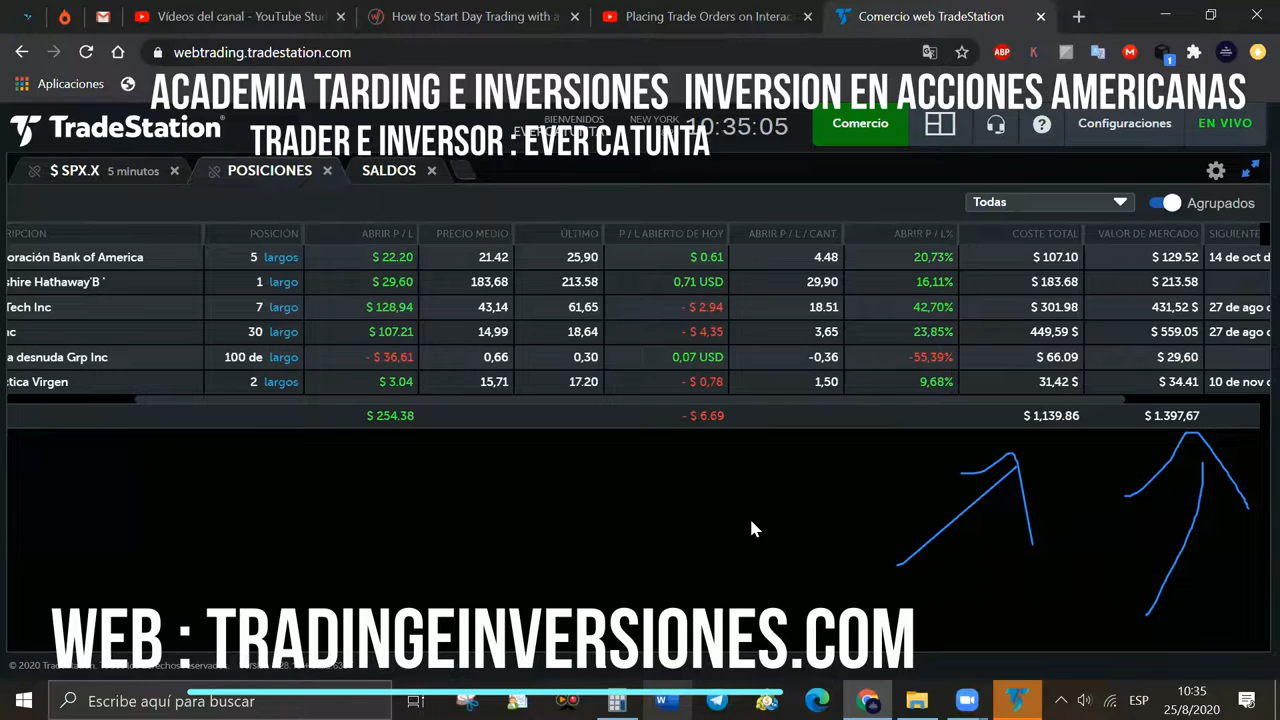 Vídeos del canal - YouTube Stu
How to Start Day Trading with a
Placing Trade Orders on Interac
Comercio web TradeStation
webtrading.tradestation.com
Aplicaciones
ACADEMIA TARDING E INVERSIONES INVERSION EN ACCIONES AMERICANAS
TradeStation
BIENVENIDOS
NEW YORK
10:35:05
Comercio
Configuraciones
EN VIVO
TRADER E INVERSOR : EVER CATUNTA
$ SPX.X 5 minutos
POSICIONES
SALDOS
Todas
Agrupados
RIPCION POSICIÓN ABRIR P / L PRECIO MEDIO ÚLTIMO P / L ABIERTO DE HOY ABRIR P / L / CANT. ABRIR P / L% COSTE TOTAL VALOR DE MERCADO SIGUIENTE
oración Bank of America 5 largos $ 22.20 21.42 25,90 $ 0.61 4.48 20,73% $ 107.10 $ 129.52 14 de oct d
shire Hathaway'B ' 1 largo $ 29,60 183,68 213.58 0,71 USD 29,90 16,11% $ 183.68 $ 213.58
Tech Inc 7 largo $ 128,94 43,14 61,65 - $ 2.94 18.51 42,70% $ 301.98 431,52 $ 27 de ago
nc 30 largo $ 107.21 14,99 18,64 - $ 4,35 3,65 23,85% 449,59 $ $ 559.05 27 de ago
a desnuda Grp Inc 100 de largo - $ 36,61 0,66 0,30 0,07 USD -0,36 -55,39% $ 66.09 $ 29,60
ctica Virgen 2 largos $ 3.04 15,71 17.20 - $ 0,78 1,50 9,68% 31,42 $ $ 34.41 10 de nov d
$ 254.38 - $ 6.69 $ 1,139.86 $ 1.397,67
WEB : TRADINGEINVERSIONES.COM
© 2020
Escribe aquí para buscar
ESP
10:35
25/8/2020